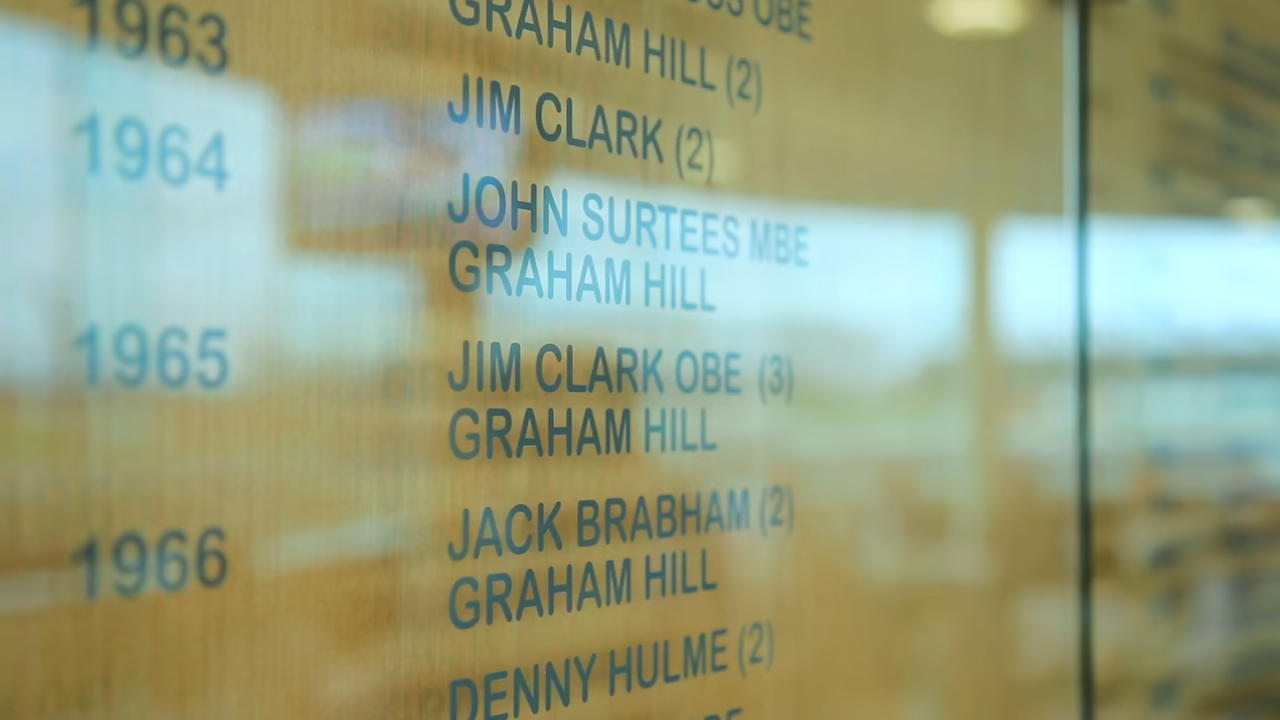 OBE
1963 GRAHAM HILL (2)
JIM CLARK (2)
1964 JOHN SURTEES MBE
GRAHAM HILL
1965 JIM CLARK OBE (3)
GRAHAM HILL
JACK BRABHAM (2)
1966 GRAHAM HILL
DENNY HULME (2)